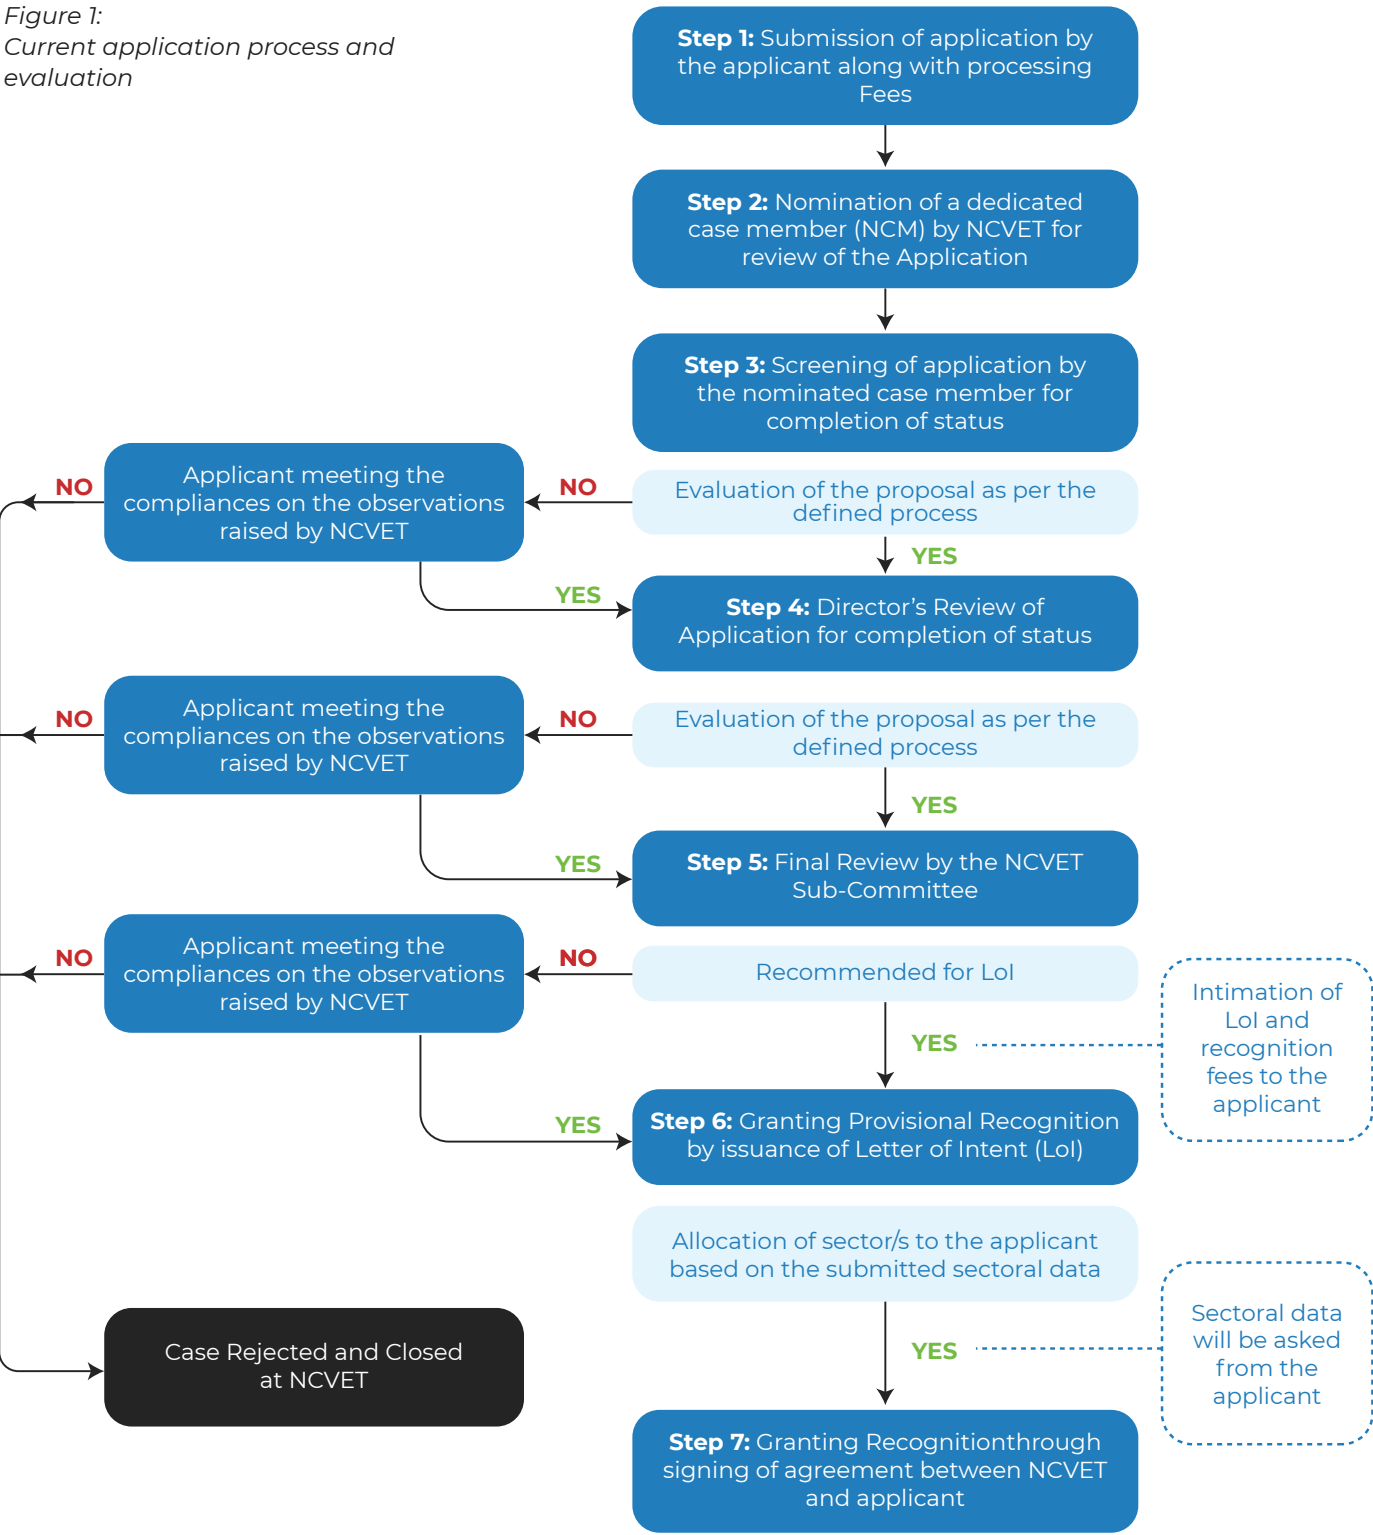 Figure 1:
Current application process and
evaluation
Step 1: Submission of application by
the applicant along with processing
Fees
Step 2: Nomination of a dedicated
case member (NCM) by NCVET for
review of the Application
Step 3: Screening of application by
the nominated case member for
completion of status
Evaluation of the proposal as per the
defined process
NO
Applicant meeting the
compliances on the observations
raised by NCVET
NO
YES
YES
Step 4: Director’s Review of
Application for completion of status
Evaluation of the proposal as per the
defined process
NO
Applicant meeting the
compliances on the observations
raised by NCVET
NO
YES
YES
Step 5: Final Review by the NCVET
Sub-Committee
Recommended for LoI
NO
Applicant meeting the
compliances on the observations
raised by NCVET
NO
YES
Intimation of
LoI and
recognition
fees to the
applicant
YES
Step 6: Granting Provisional Recognition
by issuance of Letter of Intent (LoI)
Allocation of sector/s to the applicant
based on the submitted sectoral data
YES
Sectoral data
will be asked
from the
applicant
Case Rejected and Closed
at NCVET
Step 7: Granting Recognitionthrough
signing of agreement between NCVET
and applicant